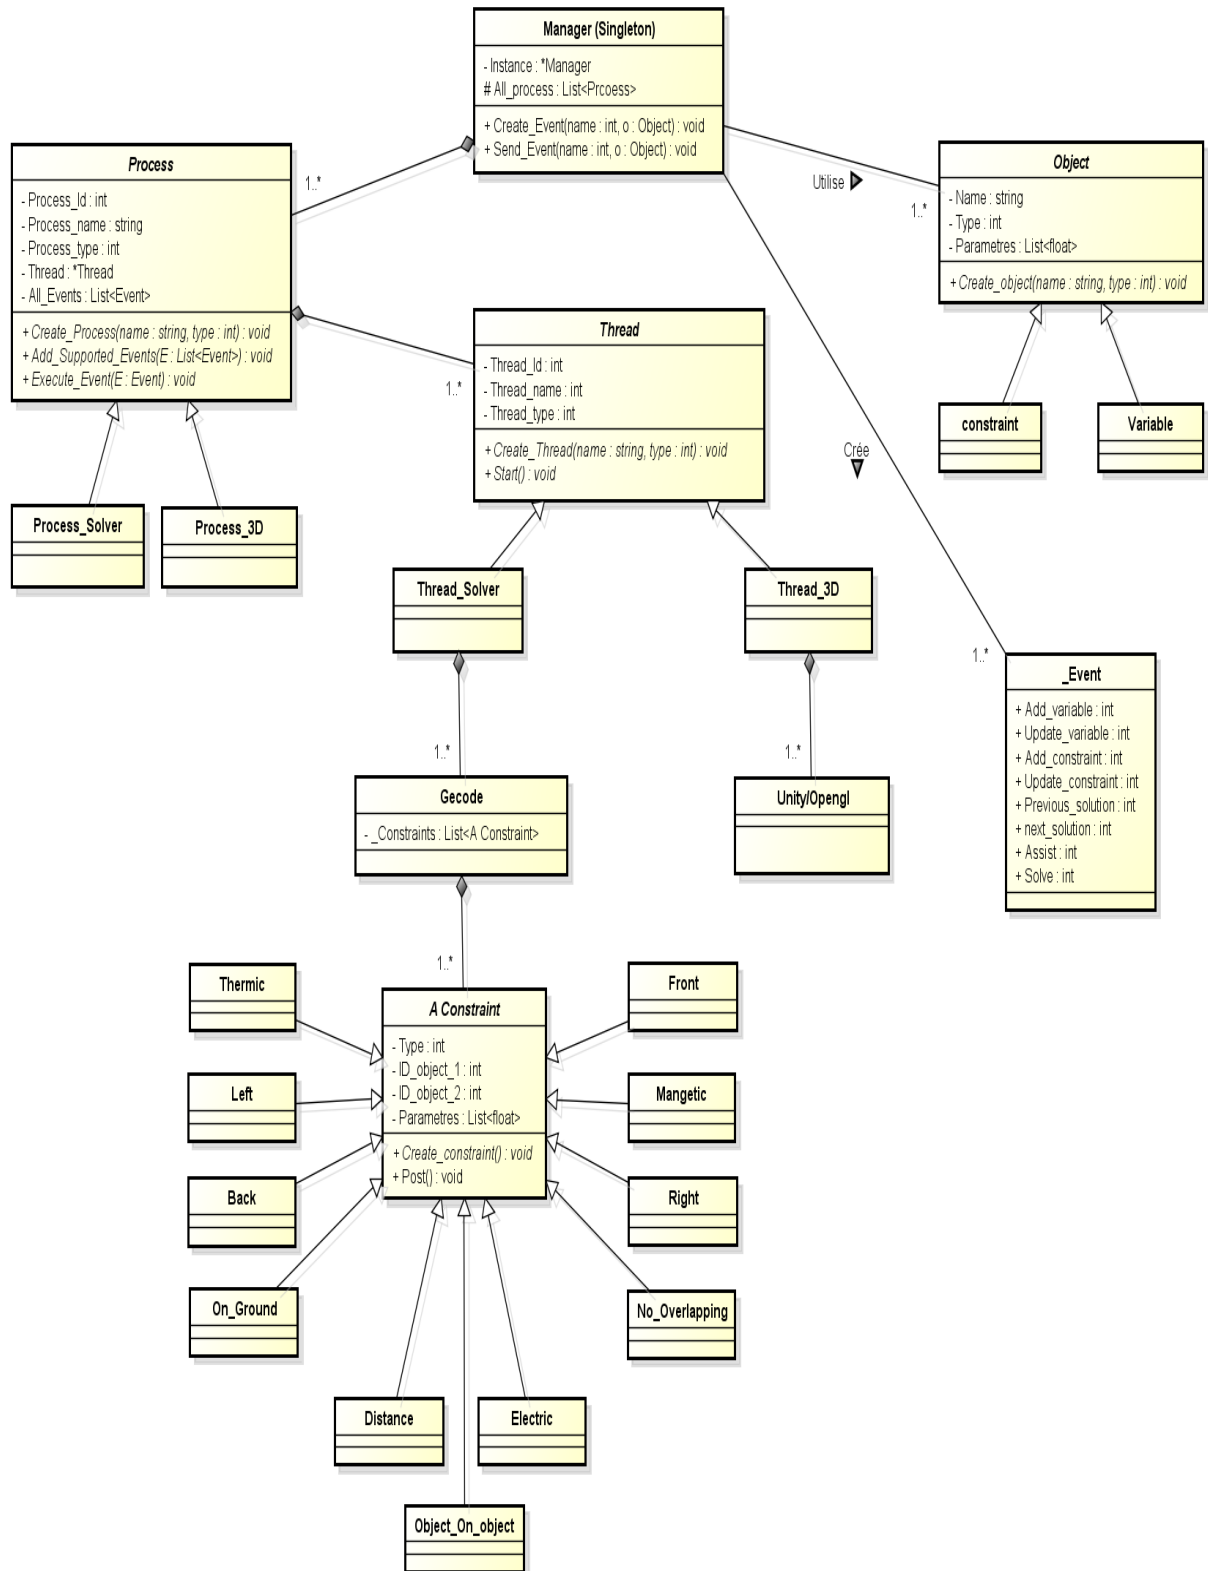 Manager (Singleton)
- Instance : *Manager
# All_process : List<Prcoess>
+ Create_Event(name : int, o : Object) : void
+ Send_Event(name : int, o : Object) : void
Process
- Process_Id : int
- Process_name : string
- Process_type : int
- Thread : *Thread
- All_Events : List<Event>
+ Create_Process(name : string, type : int) : void
+ Add_Supported_Events(E : List<Event>) : void
+ Execute_Event(E : Event) : void
1..*
Utilise
1..*
Object
- Name : string
- Type : int
- Parametres : List<float>
+ Create_object(name : string, type : int) : void
Thread
- Thread_Id : int
- Thread_name : int
- Thread_type : int
+ Create_Thread(name : string, type : int) : void
+ Start() : void
1..*
constraint
Variable
Crée
Process_Solver
Process_3D
Thread_Solver
Thread_3D
1..*
_Event
+ Add_variable : int
+ Update_variable : int
+ Add_constraint : int
+ Update_constraint : int
+ Previous_solution : int
+ next_solution : int
+ Assist : int
+ Solve : int
1..*
1..*
Gecode
- _Constraints : List<A Constraint>
Unity/Opengl
1..*
A Constraint
- Type : int
- ID_object_1 : int
- ID_object_2 : int
- Parametres : List<float>
+ Create_constraint() : void
+ Post() : void
Thermic
Front
Left
Mangetic
Back
Right
On_Ground
No_Overlapping
Distance
Electric
Object_On_object